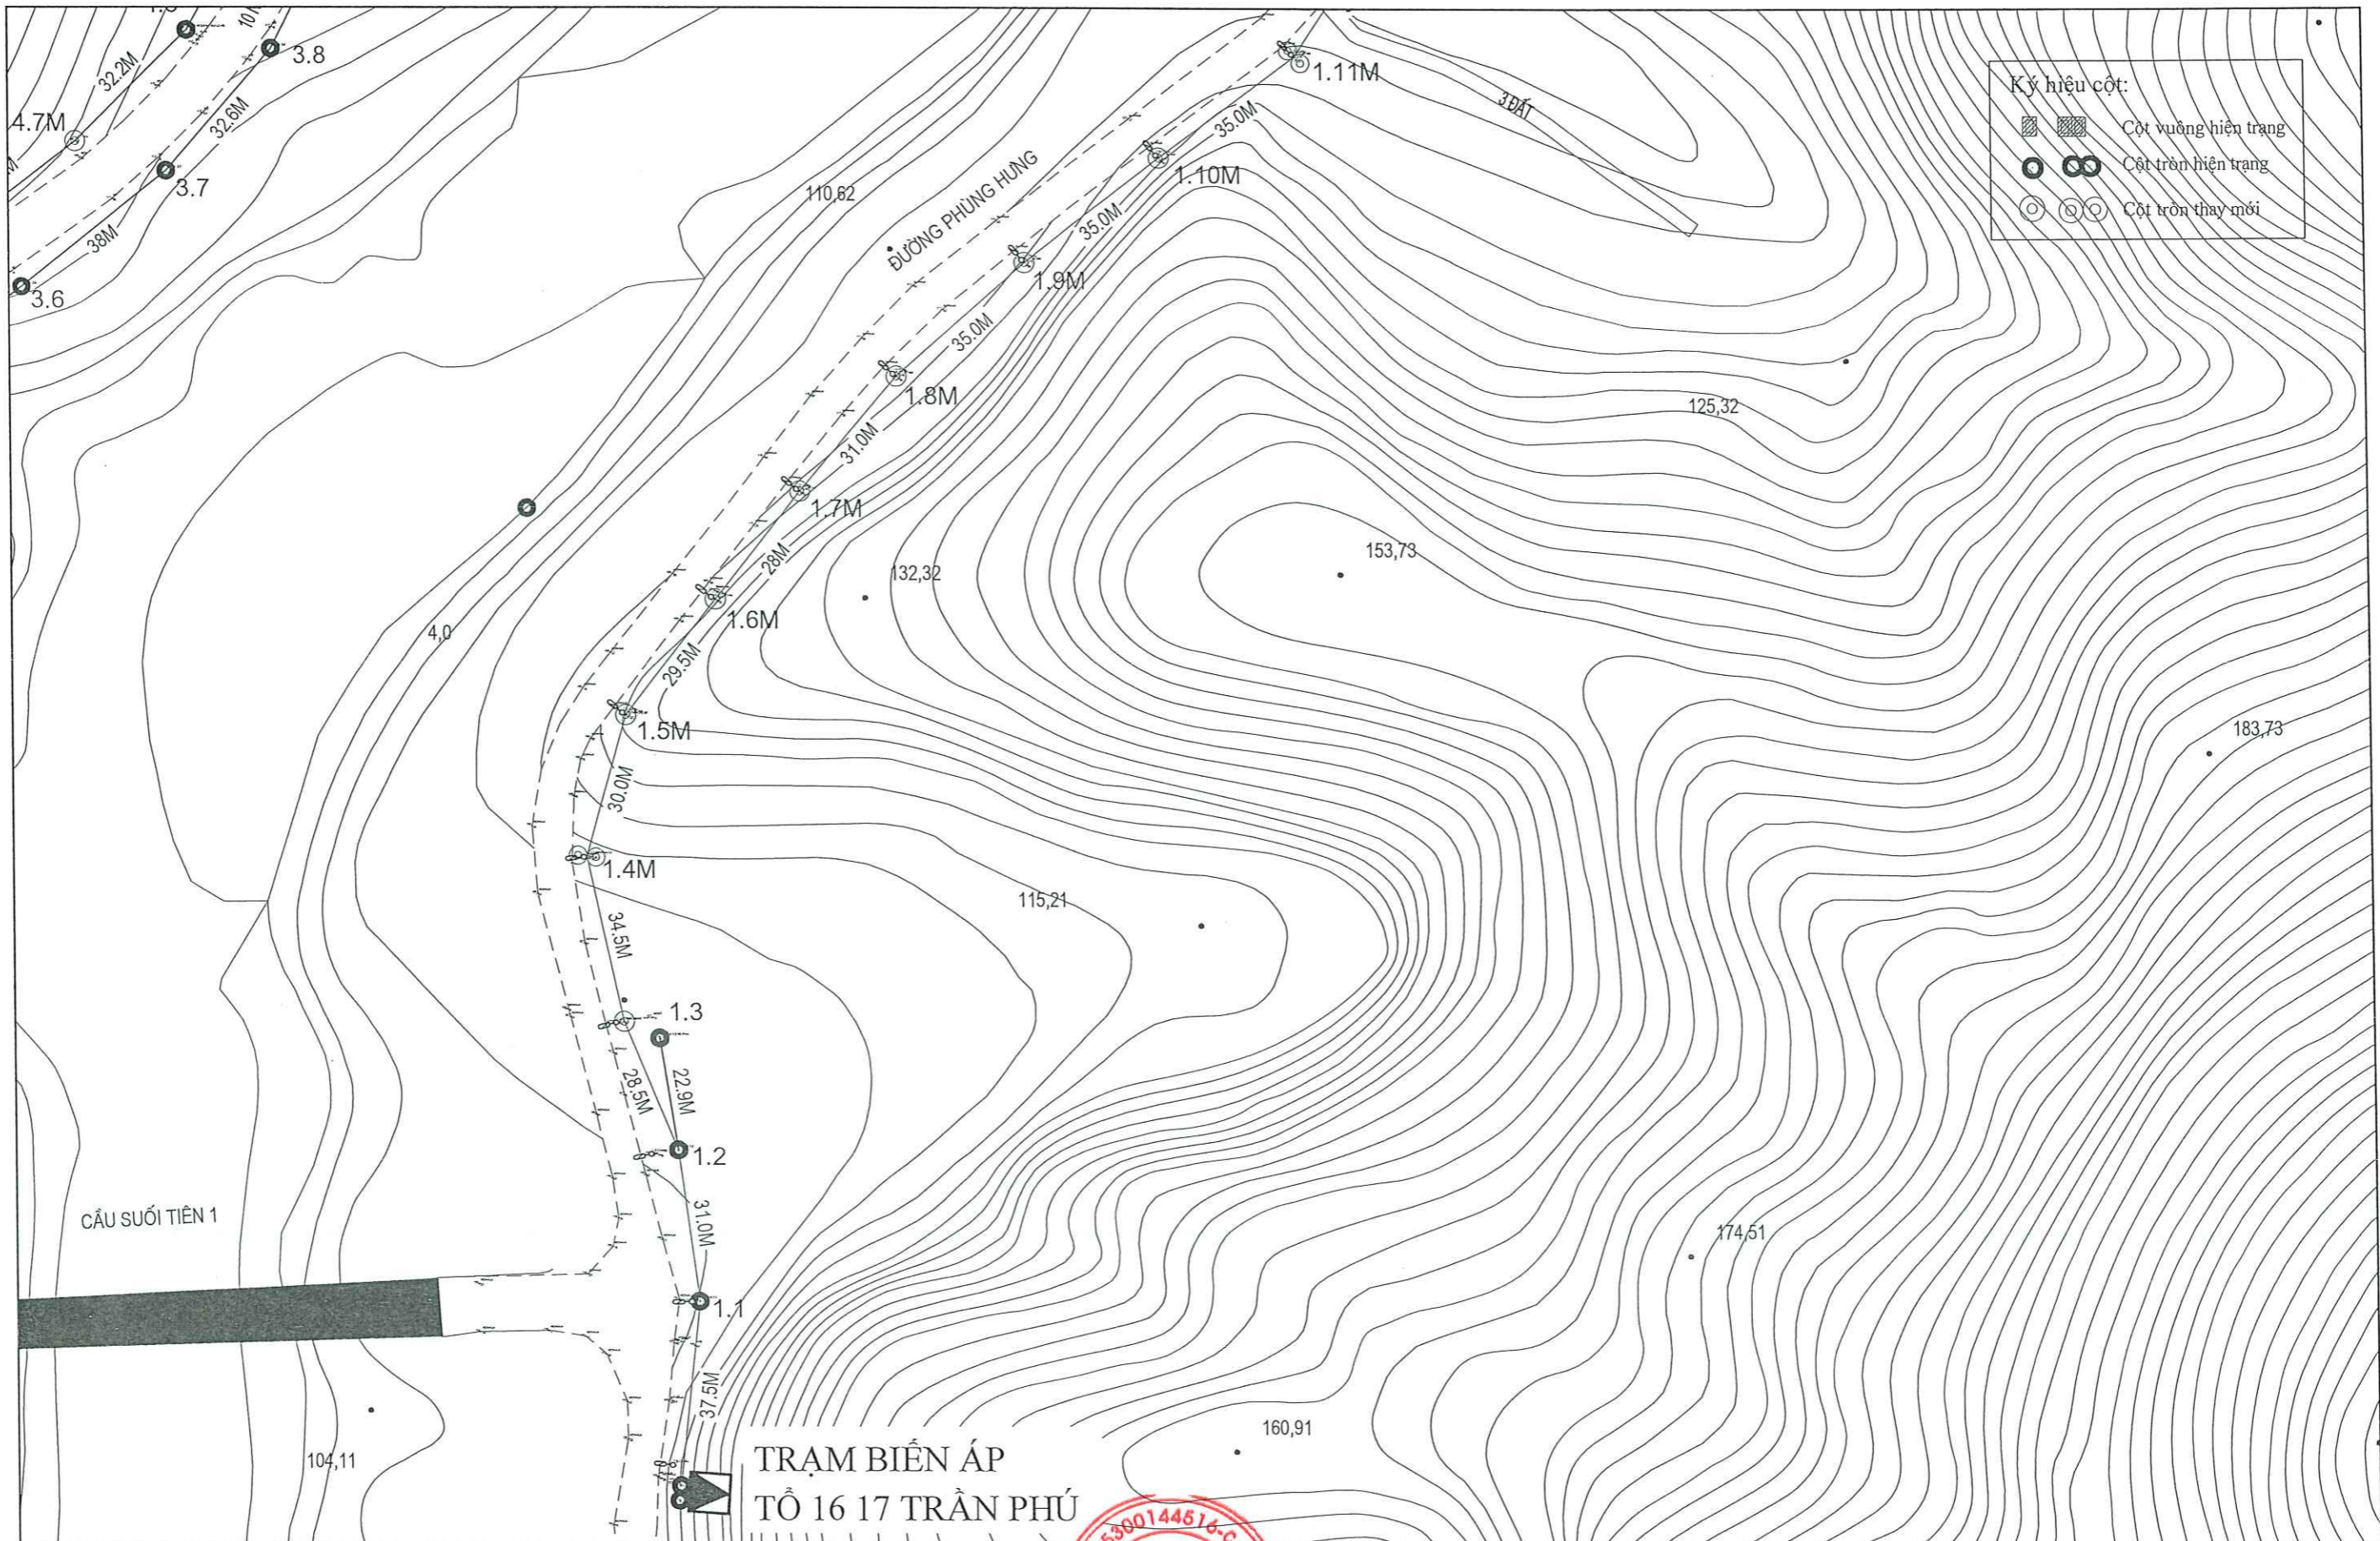 10M
32.2M
3.8
32.6M
4.7M
3.7
38M
3.6
1.11M
3 ĐẤT
35.0M
1.10M
ĐƯỜNG PHÙNG HƯNG
110,62
35.0M
1.9M
35.0M
1.8M
31.0M
1.7M
28M
1.6M
29.5M
1.5M
30.0M
1.4M
34.5M
1.3
28.5M
22.9M
1.2
31.0M
1.1
37.5M
Ký hiệu cột:
Cột vuông hiện trạng
Cột tròn hiện trạng
Cột tròn thay mới
125,32
153,73
132,32
4,0
183,73
115,21
174,51
160,91
104,11
CẦU SUỐI TIÊN 1
TRẠM BIẾN ÁP
TỔ 16 17 TRẦN PHÚ
5300144616-C